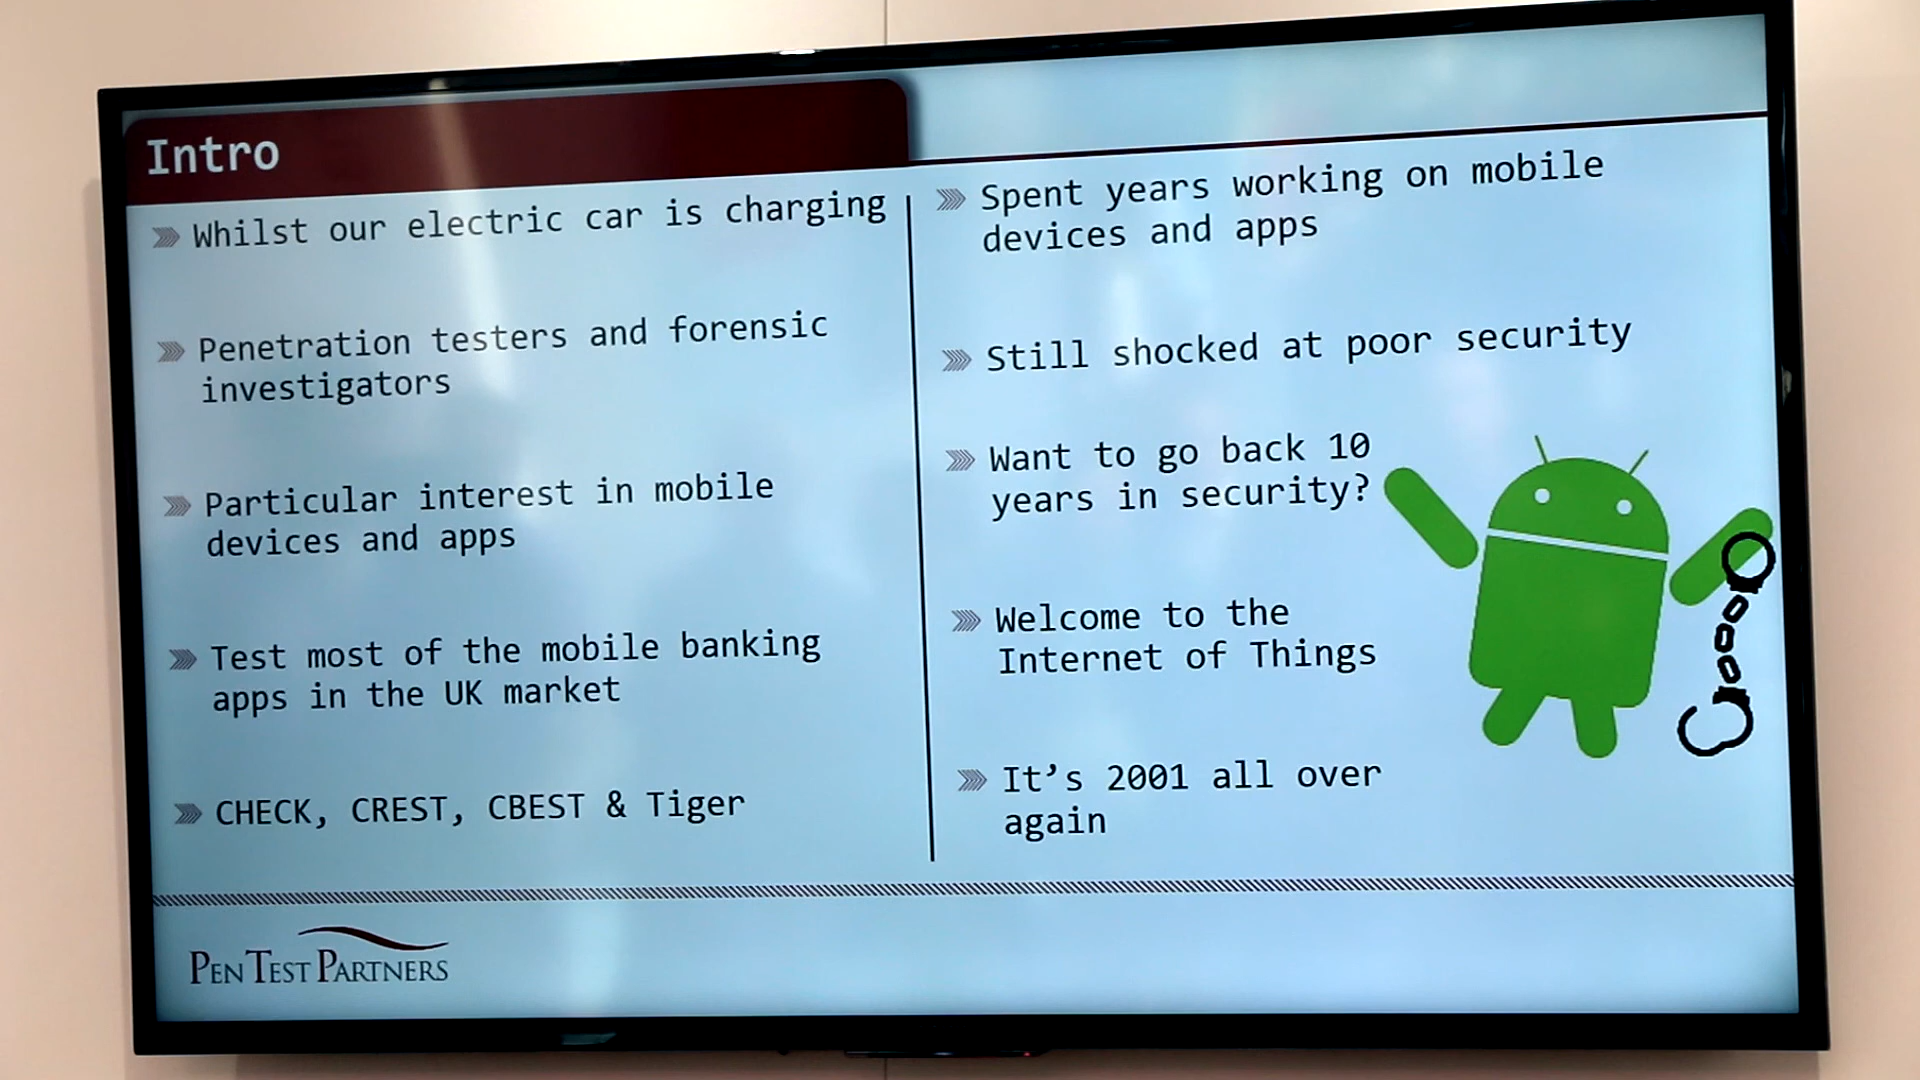 Intro
Whilst our electric car is charging
Penetration testers and forensic
investigators
Particular interest in mobile
devices and apps
Test most of the mobile banking
apps in the UK market
CHECK, CREST, CBEST & Tiger
Spent years working on mobile
devices and apps
Still shocked at poor security
Want to go back 10
years in security?
Welcome to the
Internet of Things
It’s 2001 all over
again
PEN TEST PARTNERS